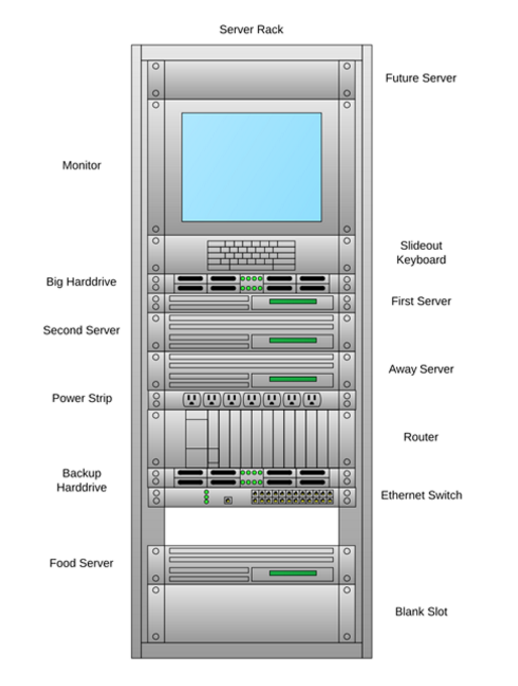 Server Rack
Future Server
Monitor
Slideout
Keyboard
Big Harddrive
First Server
Second Server
Away Server
Power Strip
Router
Backup
Harddrive
Ethernet Switch
Food Server
Blank Slot